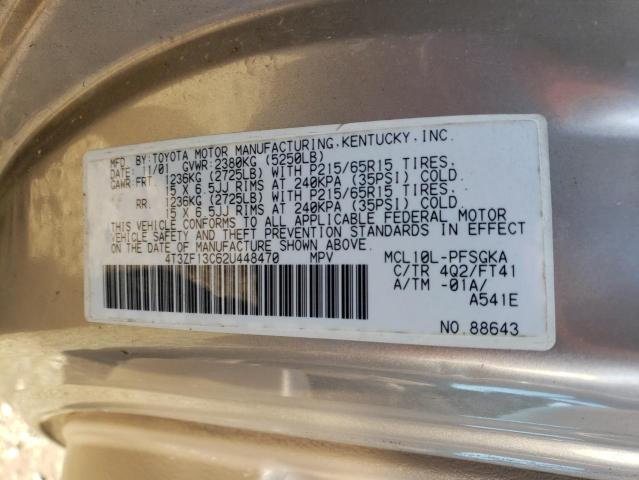 MFD. BY: TOYOTA MOTOR MANUFACTURING, KENTUCKY, INC.
DATE: 11/01 GVWR: 2380KG (5250LB)
GAWR: FRT. 1236KG (2725LB) WITH P215/65R15 TIRES.
15 X 6.5JJ RIMS AT 240KPA (35PSI) COLD.
RR. 1236KG (2725LB) WITH P215/65R15 TIRES.
15 X 6.5JJ RIMS AT 240KPA (35PSI) COLD.
THIS VEHICLE CONFORMS TO ALL APPLICABLE FEDERAL MOTOR
VEHICLE SAFETY AND THEFT PREVENTION STANDARDS IN EFFECT
ON THE DATE OF MANUFACTURE SHOWN ABOVE.
4T3ZF13C62U448470 MPV MCL10L-PFSGKA
C/TR 4Q2/FT41
A/TM -01A/
A541E
NO.88643